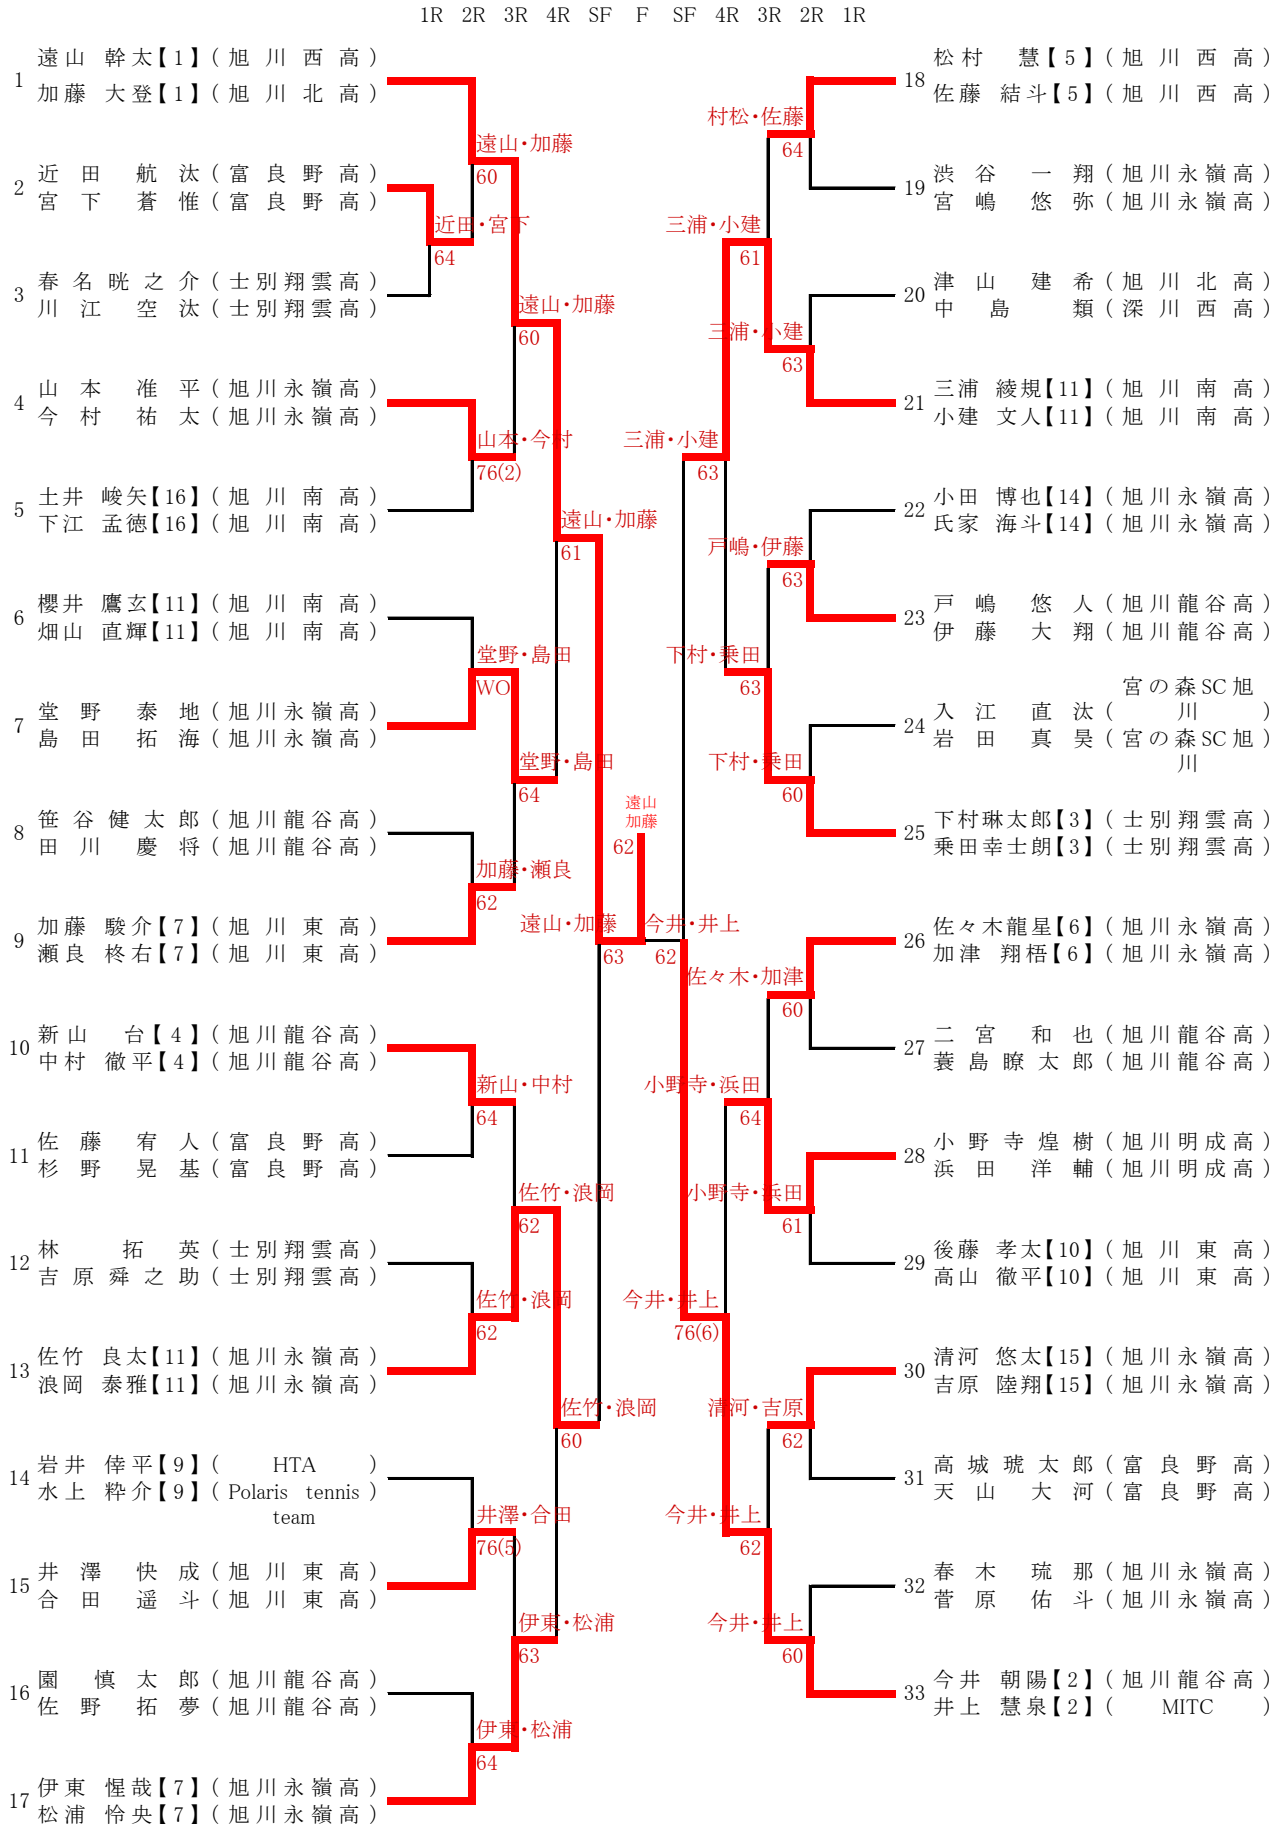 1R 2R 3R 4R SF F SF 4R 3R 2R 1R
1 遠山 幹太【1】(旭川西高)
加藤 大登【1】(旭川北高)
2 近田 航汰(富良野高)
宮下 蒼惟(富良野高)
3 春名晄之介(士別翔雲高)
川江 空汰(士別翔雲高)
4 山本 准平(旭川永嶺高)
今村 祐太(旭川永嶺高)
5 土井 峻矢【16】(旭川南高)
下江 孟徳【16】(旭川南高)
6 櫻井 鷹玄【11】(旭川南高)
畑山 直輝【11】(旭川南高)
7 堂野 泰地(旭川永嶺高)
島田 拓海(旭川永嶺高)
8 笹谷健太郎(旭川龍谷高)
田川 慶将(旭川龍谷高)
9 加藤 駿介【7】(旭川東高)
瀬良 柊右【7】(旭川東高)
10 新山 台【4】(旭川龍谷高)
中村 徹平【4】(旭川龍谷高)
11 佐藤 宥人(富良野高)
杉野 晃基(富良野高)
12 林 拓英(士別翔雲高)
吉原舜之助(士別翔雲高)
13 佐竹 良太【11】(旭川永嶺高)
浪岡 泰雅【11】(旭川永嶺高)
14 岩井 倖平【9】(HTA)
水上 粋介【9】(Polaris tennis team)
15 井澤 快成(旭川東高)
合田 遥斗(旭川東高)
16 園 慎太郎(旭川龍谷高)
佐野 拓夢(旭川龍谷高)
17 伊東 惺哉【7】(旭川永嶺高)
松浦 怜央【7】(旭川永嶺高)
近田・宮下
64
遠山・加藤
60
山本・今村
76(2)
堂野・島田
WO
加藤・瀬良
62
新山・中村
64
佐竹・浪岡
62
井澤・合田
76(5)
伊東・松浦
64
遠山・加藤
60
堂野・島田
64
佐竹・浪岡
62
伊東・松浦
63
遠山・加藤
61
佐竹・浪岡
60
遠山・加藤
63
遠山
加藤
62
今井・井上
62
三浦・小建
63
今井・井上
76(6)
三浦・小建
61
下村・乗田
63
小野寺・浜田
64
今井・井上
62
村松・佐藤
64
三浦・小建
63
戸嶋・伊藤
63
下村・乗田
60
佐々木・加津
60
小野寺・浜田
61
清河・吉原
62
今井・井上
60
18 松村 慧【5】(旭川西高)
佐藤 結斗【5】(旭川西高)
19 渋谷 一翔(旭川永嶺高)
宮嶋 悠弥(旭川永嶺高)
20 津山 建希(旭川北高)
中島 類(深川西高)
21 三浦 綾規【11】(旭川南高)
小建 文人【11】(旭川南高)
22 小田 博也【14】(旭川永嶺高)
氏家 海斗【14】(旭川永嶺高)
23 戸嶋 悠人(旭川龍谷高)
伊藤 大翔(旭川龍谷高)
24 入江 直汰(宮の森SC旭川)
岩田 真昊(宮の森SC旭川)
25 下村琳太郎【3】(士別翔雲高)
乗田幸士朗【3】(士別翔雲高)
26 佐々木龍星【6】(旭川永嶺高)
加津 翔梧【6】(旭川永嶺高)
27 二宮 和也(旭川龍谷高)
蓑島瞭太郎(旭川龍谷高)
28 小野寺煌樹(旭川明成高)
浜田 洋輔(旭川明成高)
29 後藤 孝太【10】(旭川東高)
高山 徹平【10】(旭川東高)
30 清河 悠太【15】(旭川永嶺高)
吉原 陸翔【15】(旭川永嶺高)
31 高城琥太郎(富良野高)
天山 大河(富良野高)
32 春木 琉那(旭川永嶺高)
菅原 佑斗(旭川永嶺高)
33 今井 朝陽【2】(旭川龍谷高)
井上 慧泉【2】(MITC)